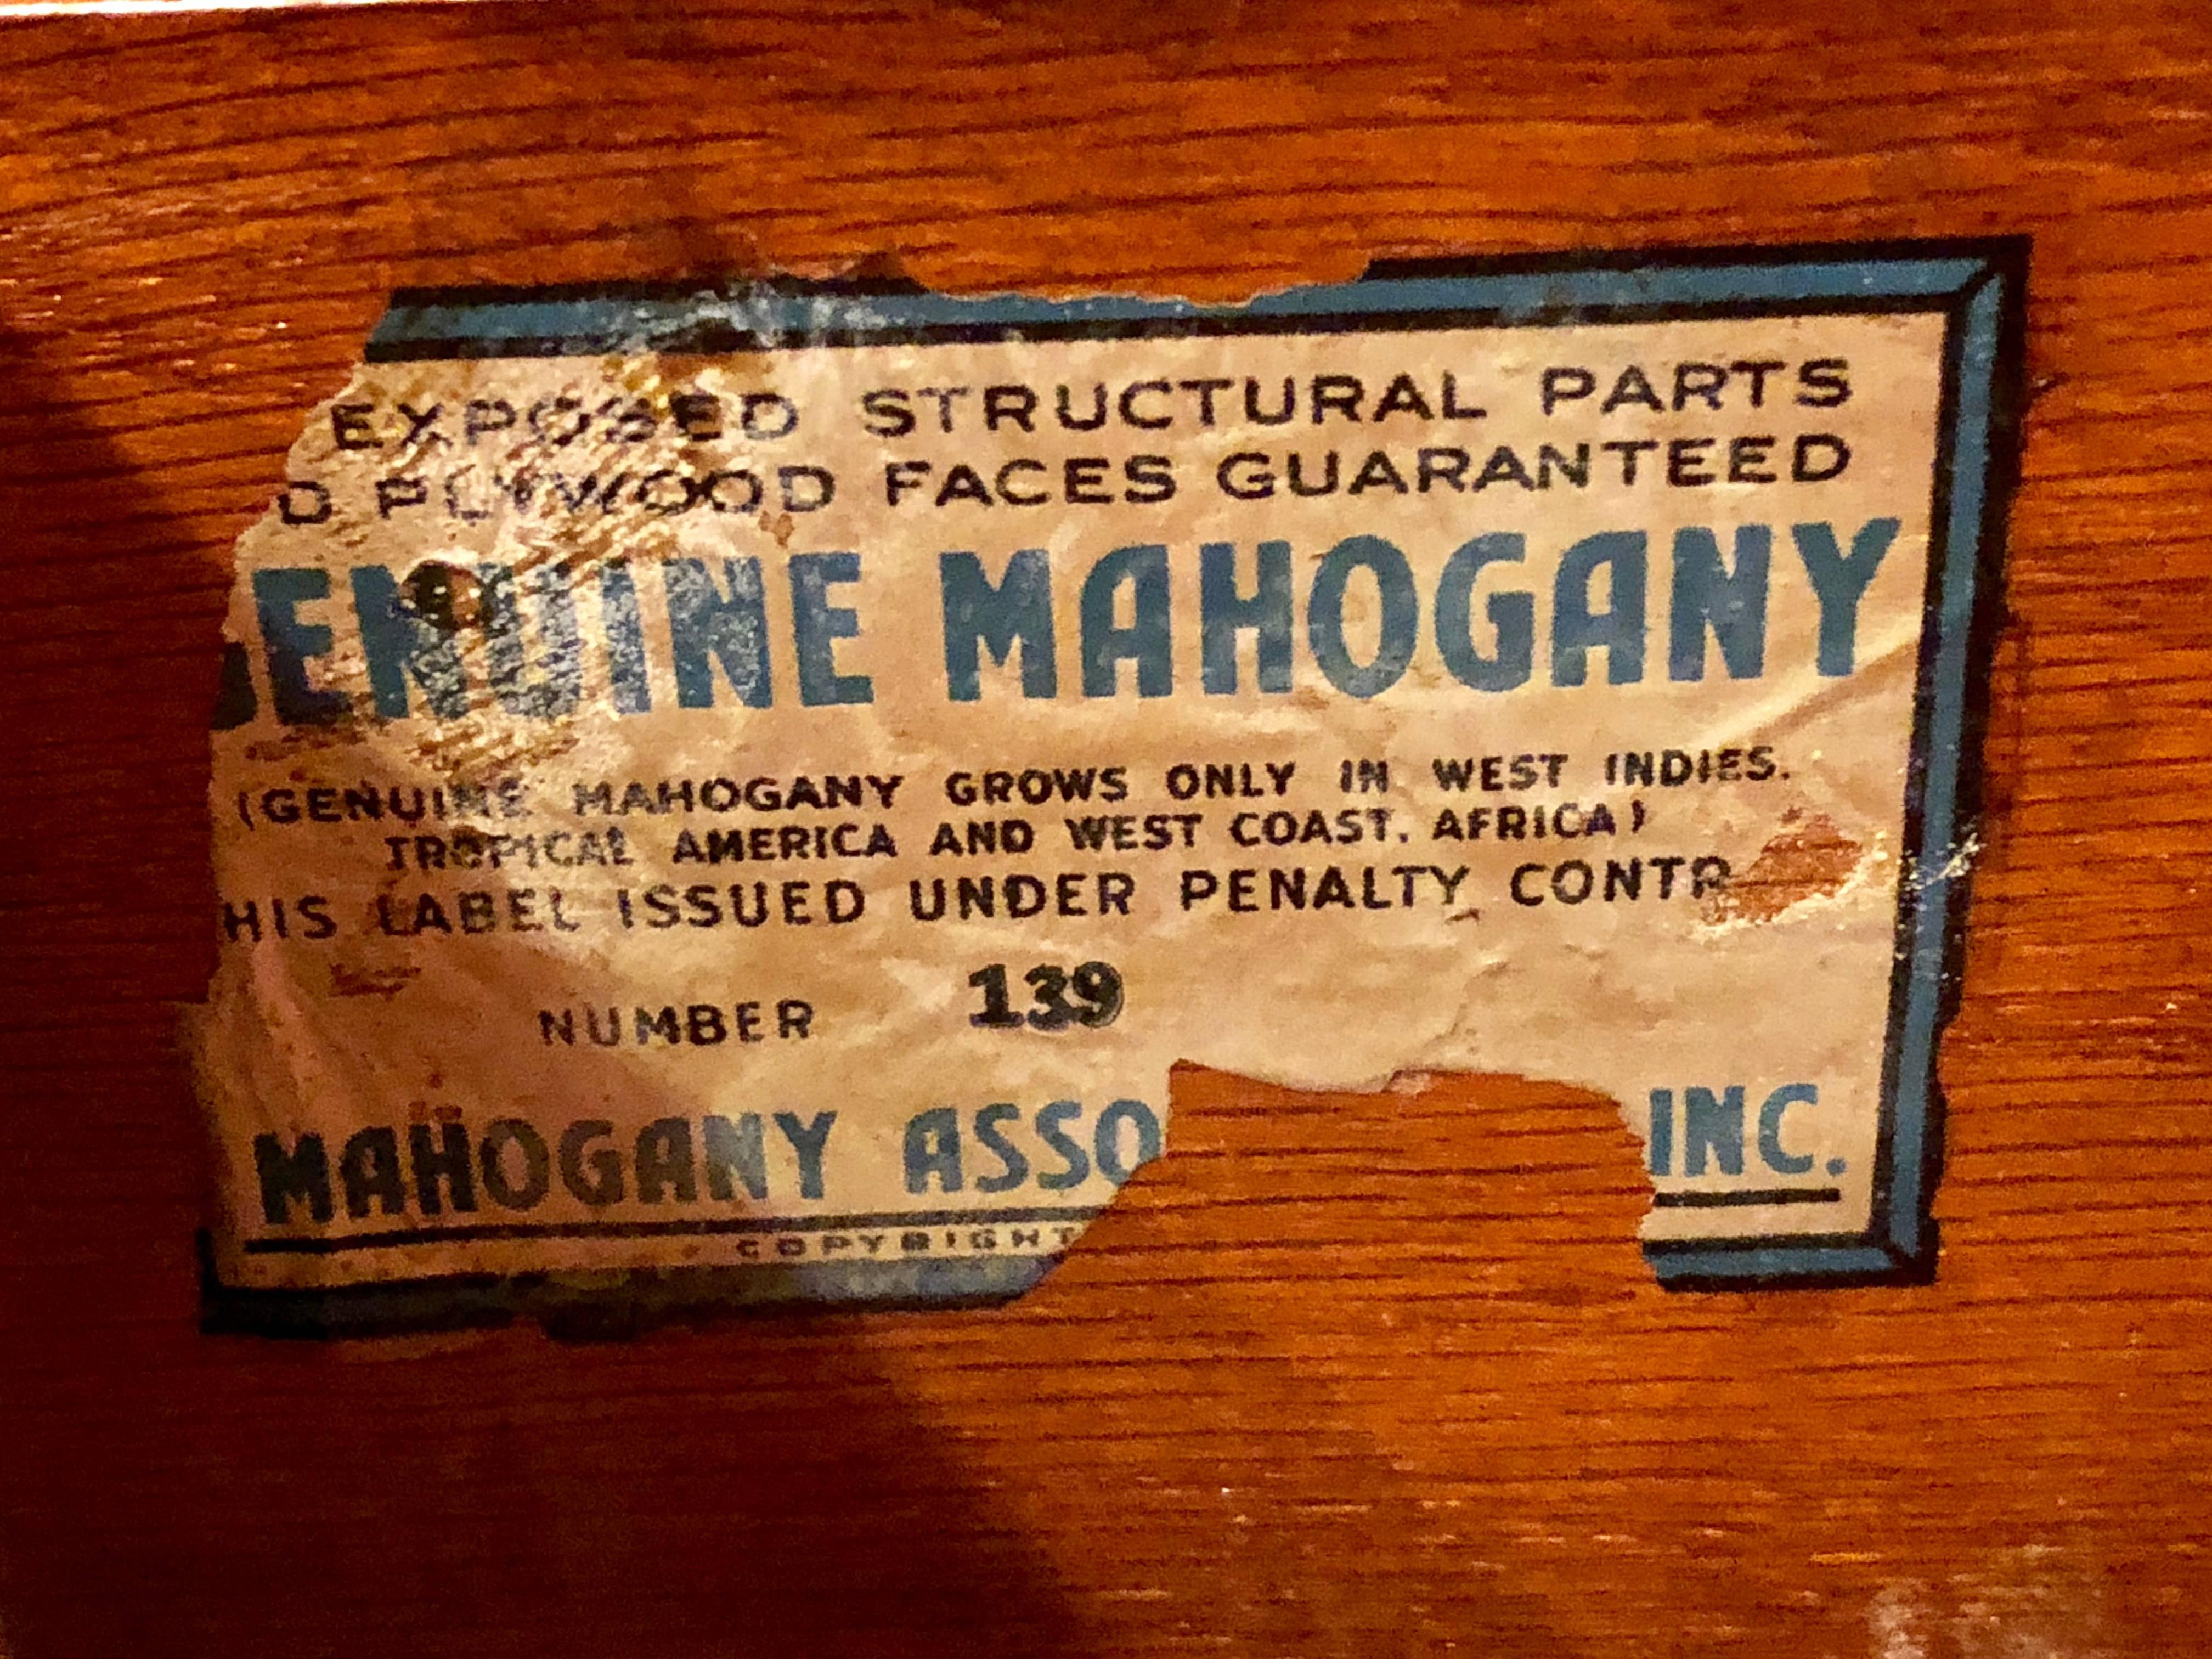 EXPOSED STRUCTURAL PARTS
D PLYWOOD FACES GUARANTEED
GENUINE MAHOGANY
(GENUINE MAHOGANY GROWS ONLY IN WEST INDIES.
TROPICAL AMERICA AND WEST COAST. AFRICA)
HIS LABEL ISSUED UNDER PENALTY CONTR
NUMBER 139
MAHOGANY ASSO INC.
COPYRIGHT